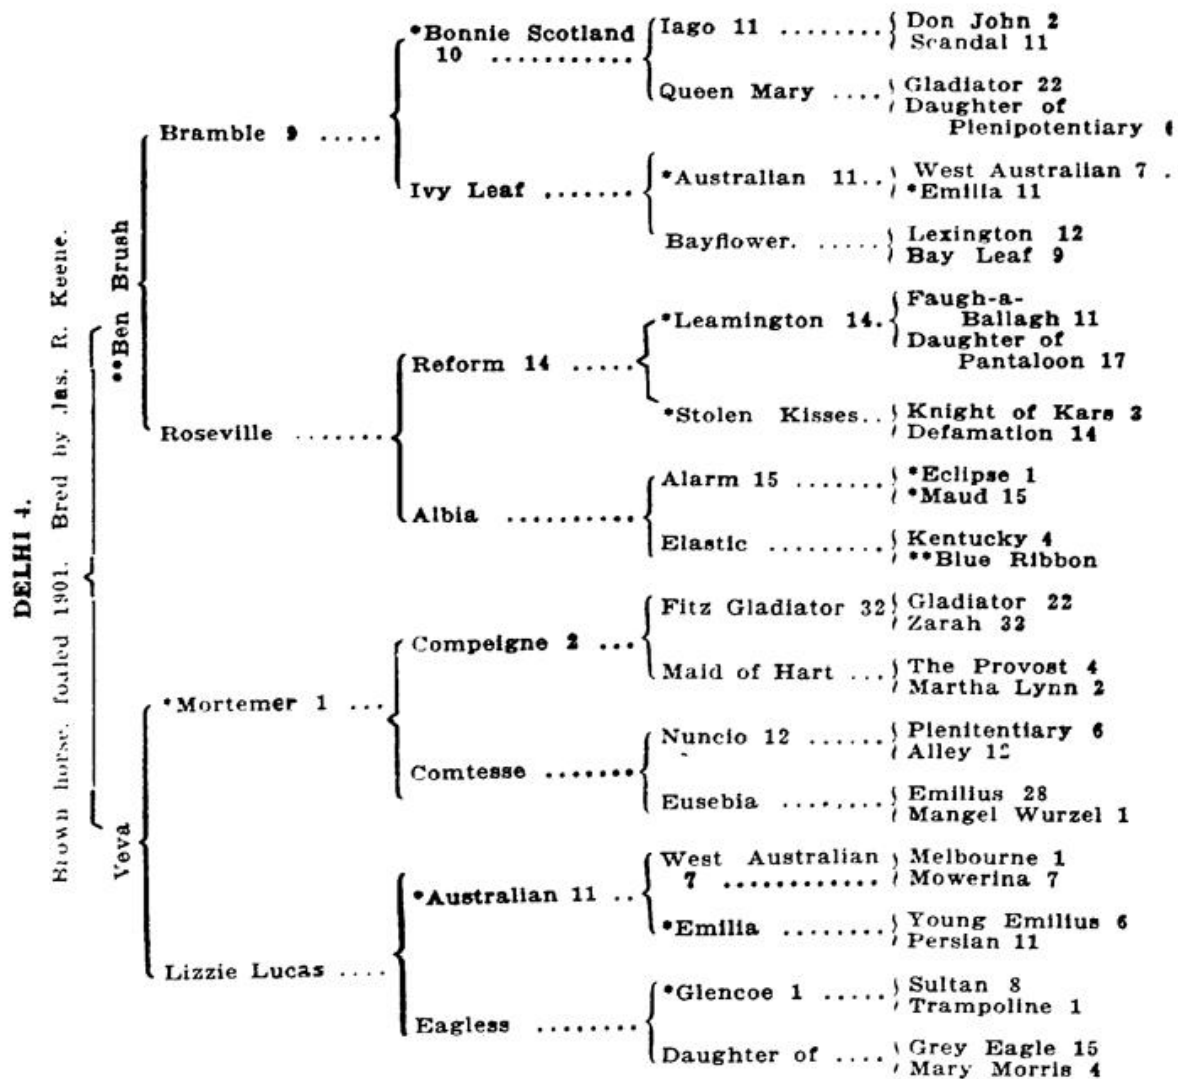 DELHI 4.
Brown horse, foaled 1901. Bred by Jas. R. Keene.
**Ben Brush
Veva
Bramble 9 .....
Roseville .......
*Mortemer 1 ...
Lizzie Lucas ....
*Bonnie Scotland
10 ...........
Ivy Leaf .......
Reform 14 .....
Albia ..........
Compeigne 2 ...
Comtesse .......
*Australian 11 ..
Eagless ........
Iago 11 ........
Queen Mary ....
*Australian 11..
Bayflower. .....
*Leamington 14.
*Stolen Kisses..
Alarm 15 .......
Elastic ........
Fitz Gladiator 32
Maid of Hart ...
Nuncio 12 ......
Eusebia .......
West Australian
7 ............
*Emilia ........
*Glencoe 1 .....
Daughter of ....
Don John 2
Scandal 11
Gladiator 22
Daughter of
Plenipotentiary 6
West Australian 7 .
*Emilia 11
Lexington 12
Bay Leaf 9
Faugh-a-
Ballagh 11
Daughter of
Pantaloon 17
Knight of Kars 3
Defamation 14
*Eclipse 1
*Maud 15
Kentucky 4
**Blue Ribbon
Gladiator 22
Zarah 32
The Provost 4
Martha Lynn 2
Plenitentiary 6
Alley 12
Emilius 28
Mangel Wurzel 1
Melbourne 1
Mowerina 7
Young Emilius 6
Persian 11
Sultan 8
Trampoline 1
Grey Eagle 15
Mary Morris 4